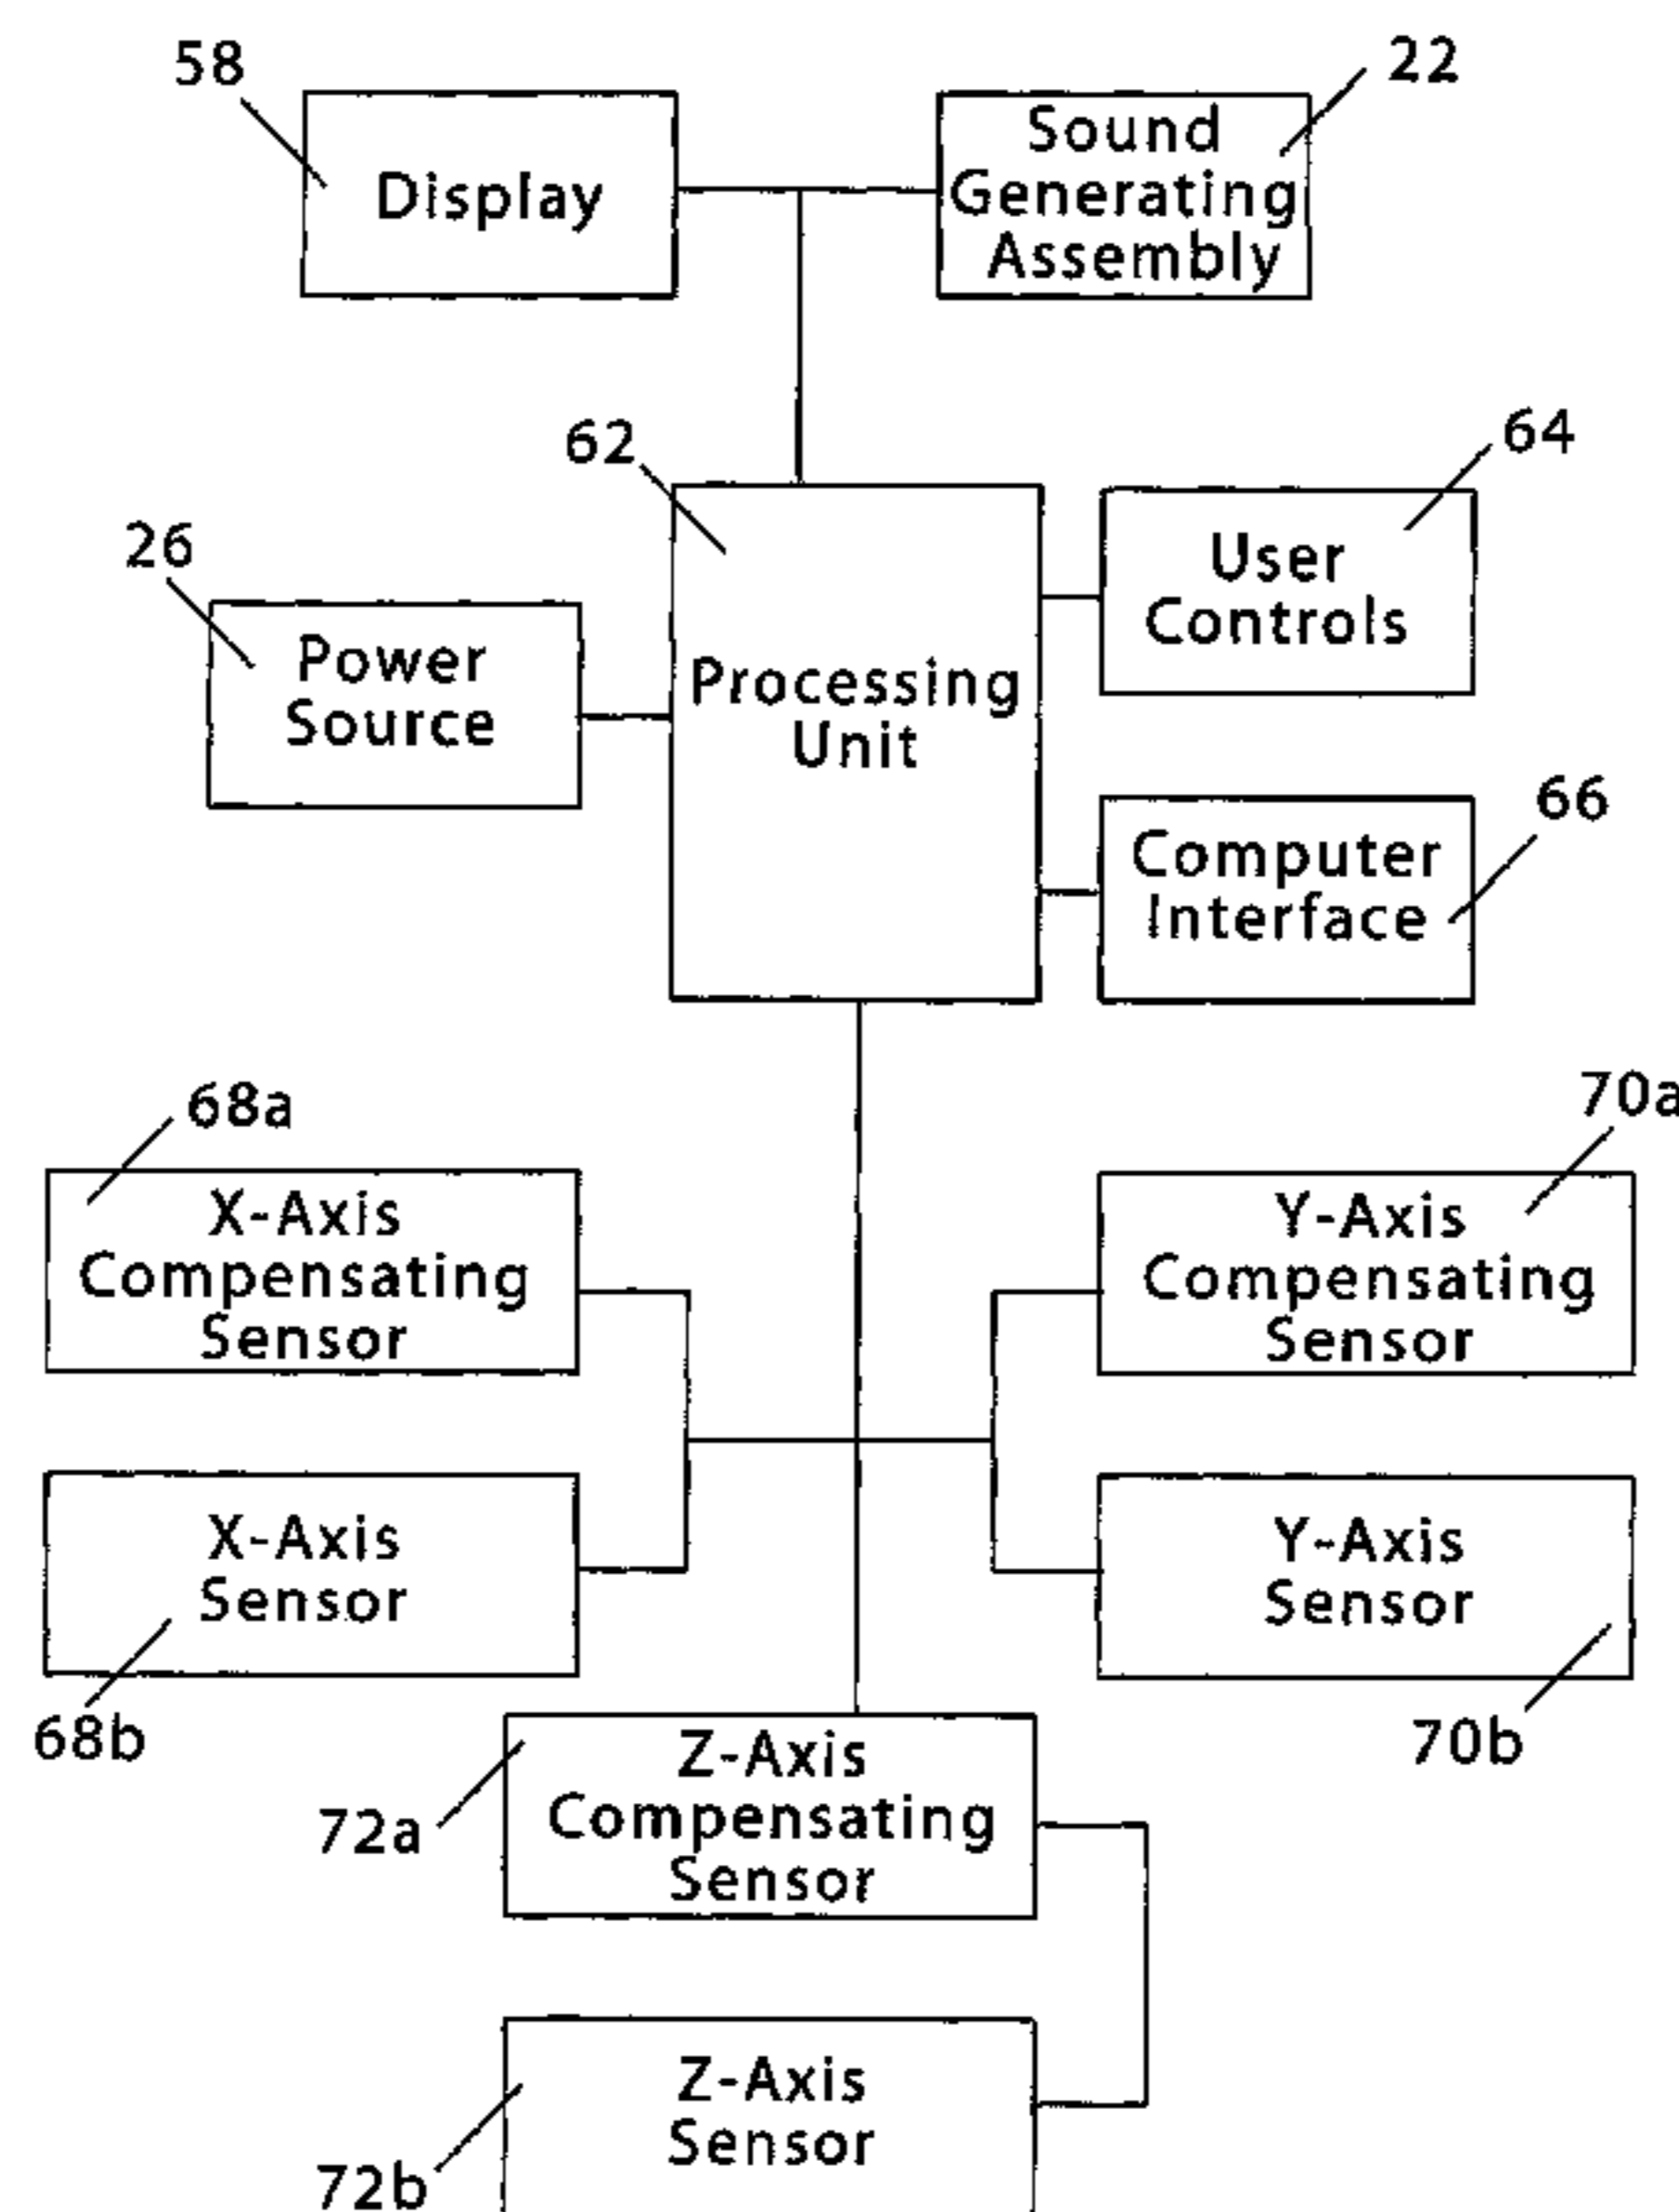 58
22
Display
Sound
Generating
Assembly
62
64
26
User
Controls
Power
Source
Processing
Unit
66
Computer
Interface
68a
70a
X-Axis
Compensating
Sensor
Y-Axis
Compensating
Sensor
X-Axis
Sensor
Y-Axis
Sensor
68b
70b
Z-Axis
Compensating
Sensor
72a
Z-Axis
Sensor
72b